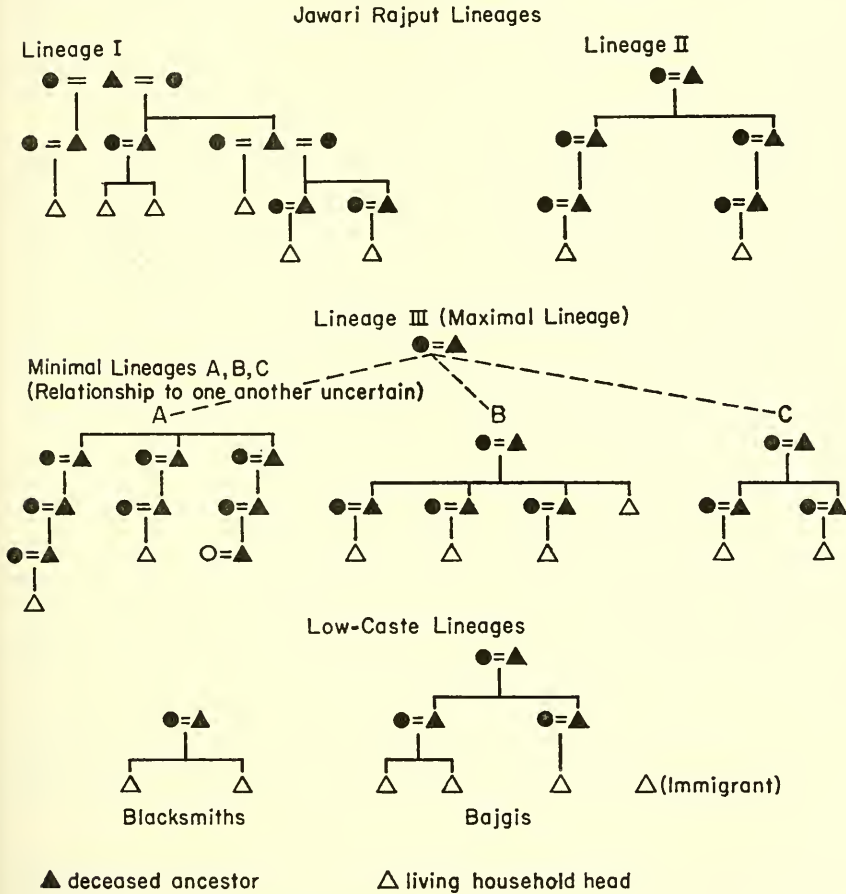 Jawari Rajput Lineages
Lineage I
Lineage II
Lineage III (Maximal Lineage)
Minimal Lineages A, B, C
(Relationship to one another uncertain)
A
B
C
Low-Caste Lineages
(Immigrant)
Blacksmiths
Bajgis
deceased ancestor
living household head